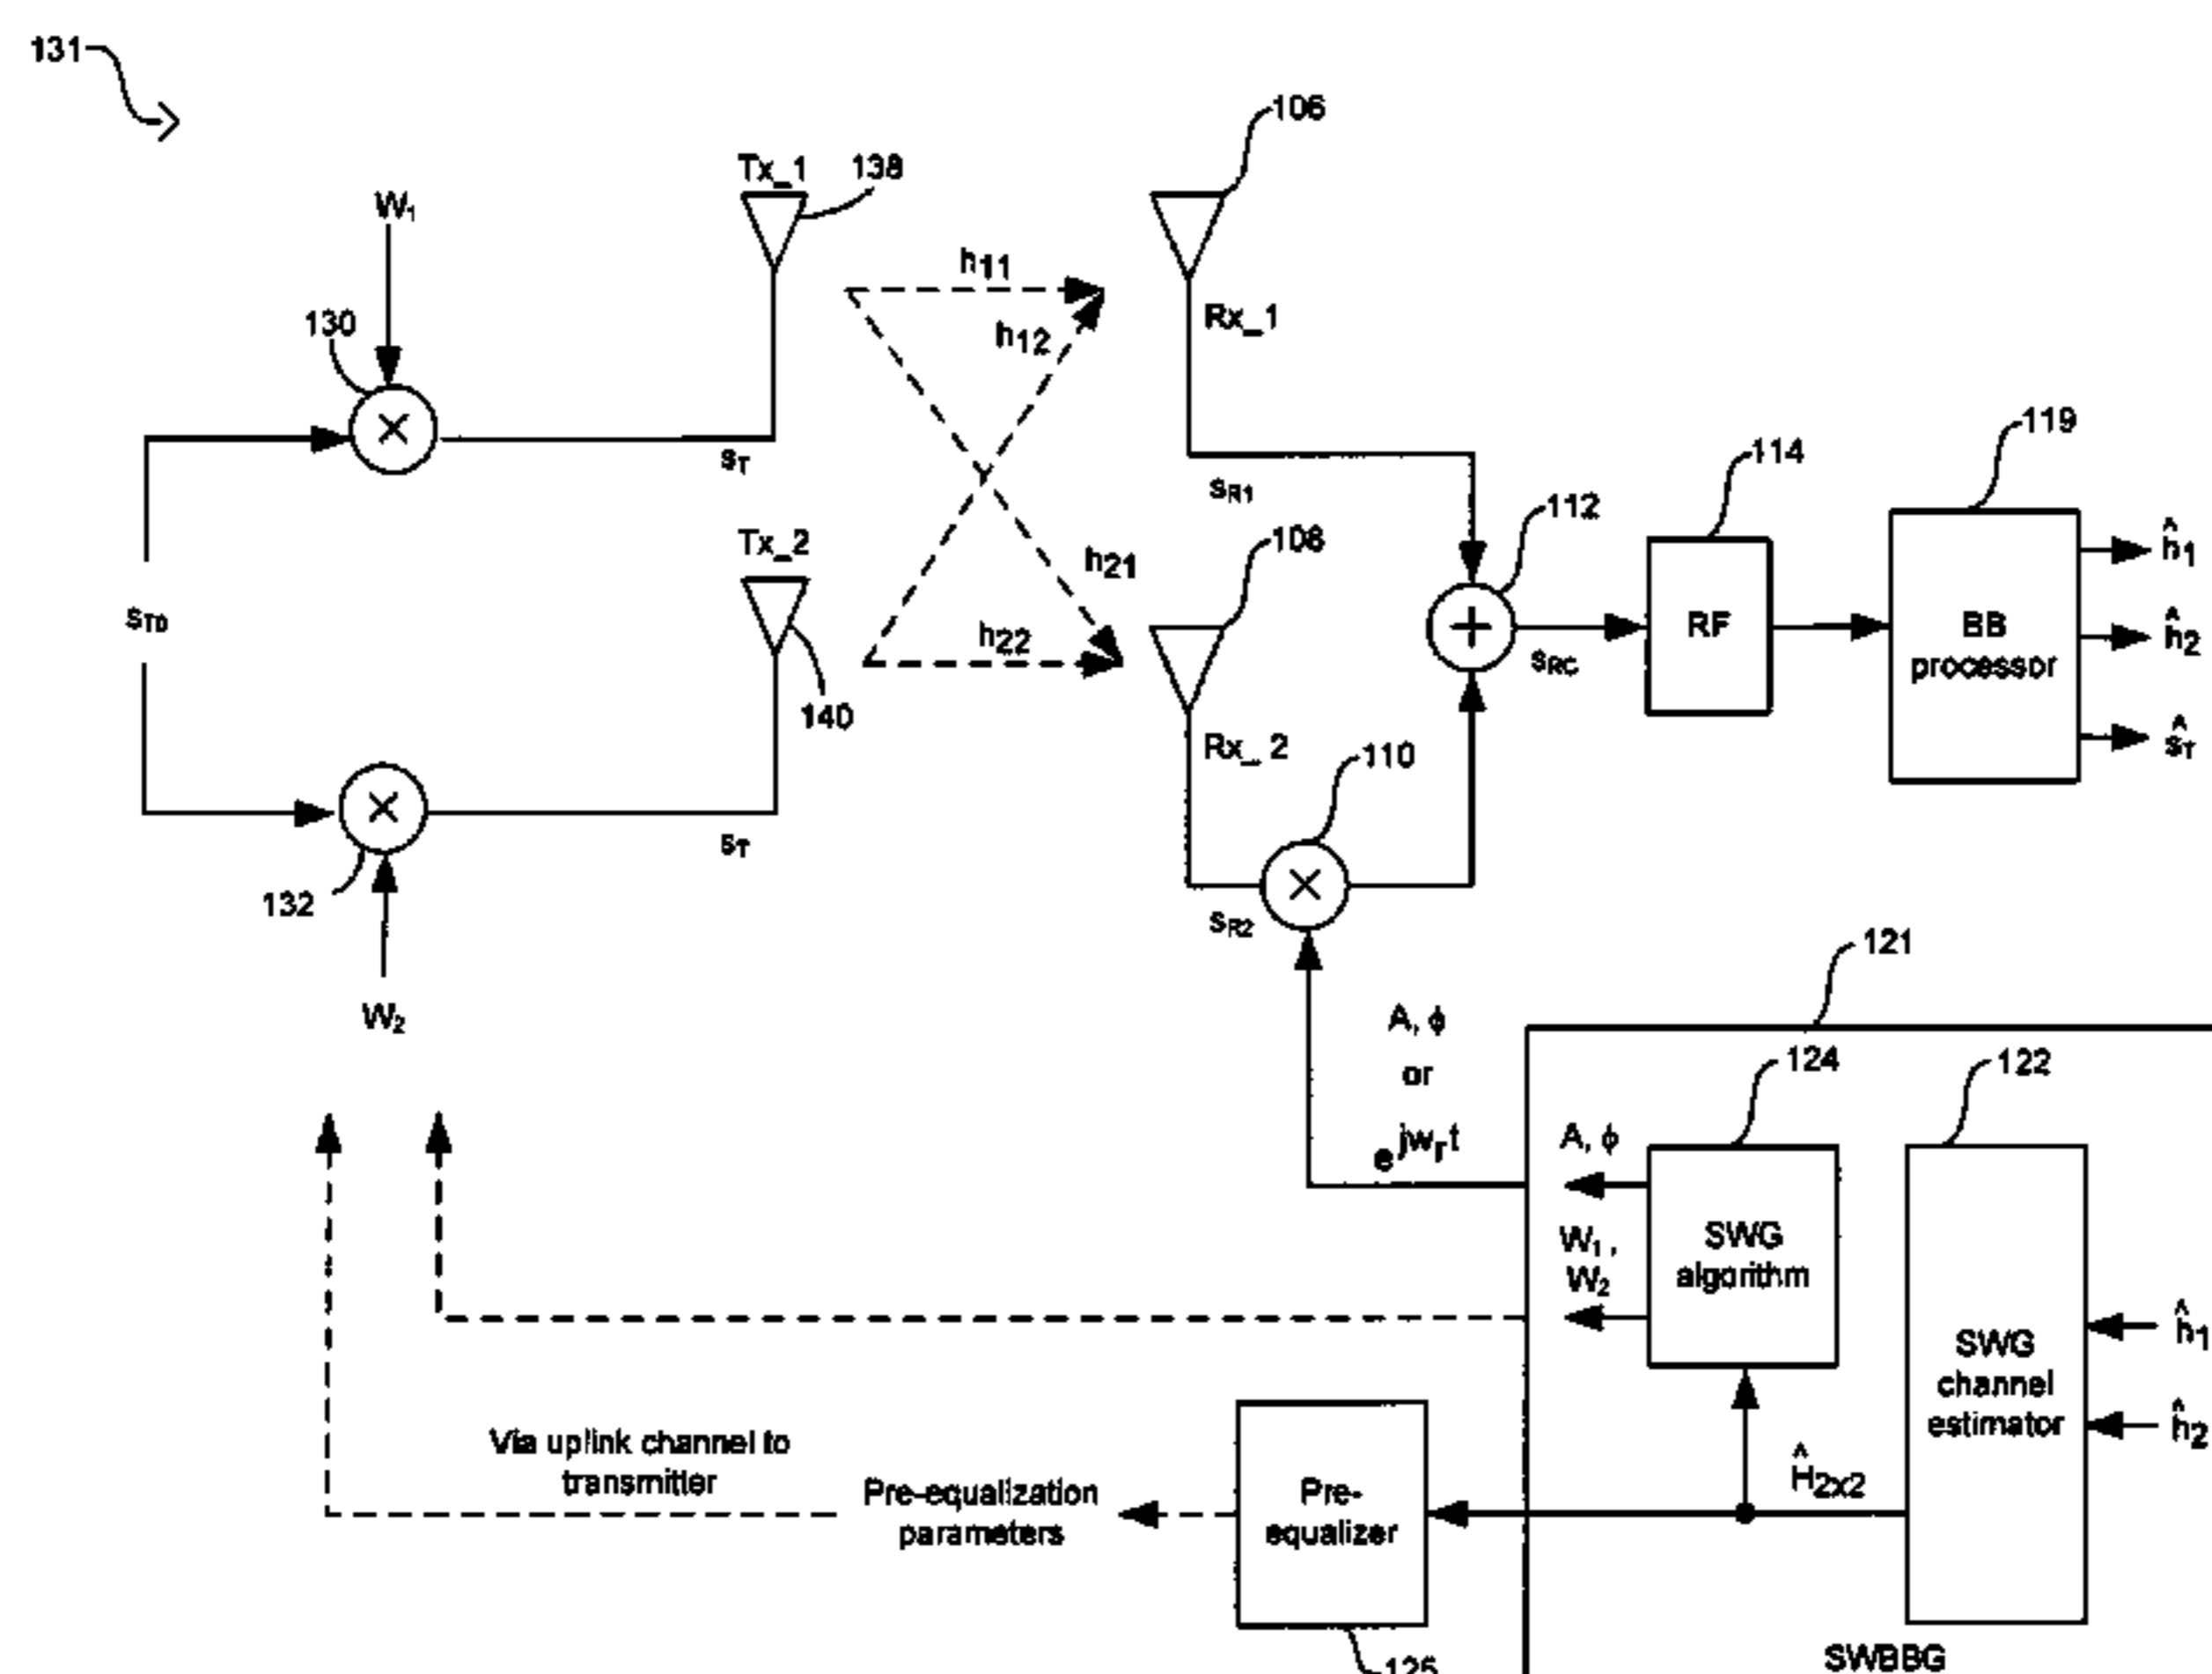 131
W₁
Tx_1
138
106
h₁₁
h₁₂
Rx_1
130
sT
sR1
119
114
112
ĥ₁
ĥ₂
ŝT
RF
BB
processor
sRC
sT0
Tx_2
108
h₂₁
h₂₂
140
Rx_2
110
sT
132
sR2
W₂
121
A, ϕ
or
e^jwᵣt
124
122
A, ϕ
W₁,
W₂
SWG
algorithm
SWG
channel
estimator
ĥ₁
ĥ₂
Ĥ₂ₓ₂
Via uplink channel to
transmitter
Pre-equalization
parameters
Pre-
equalizer
SWBBG